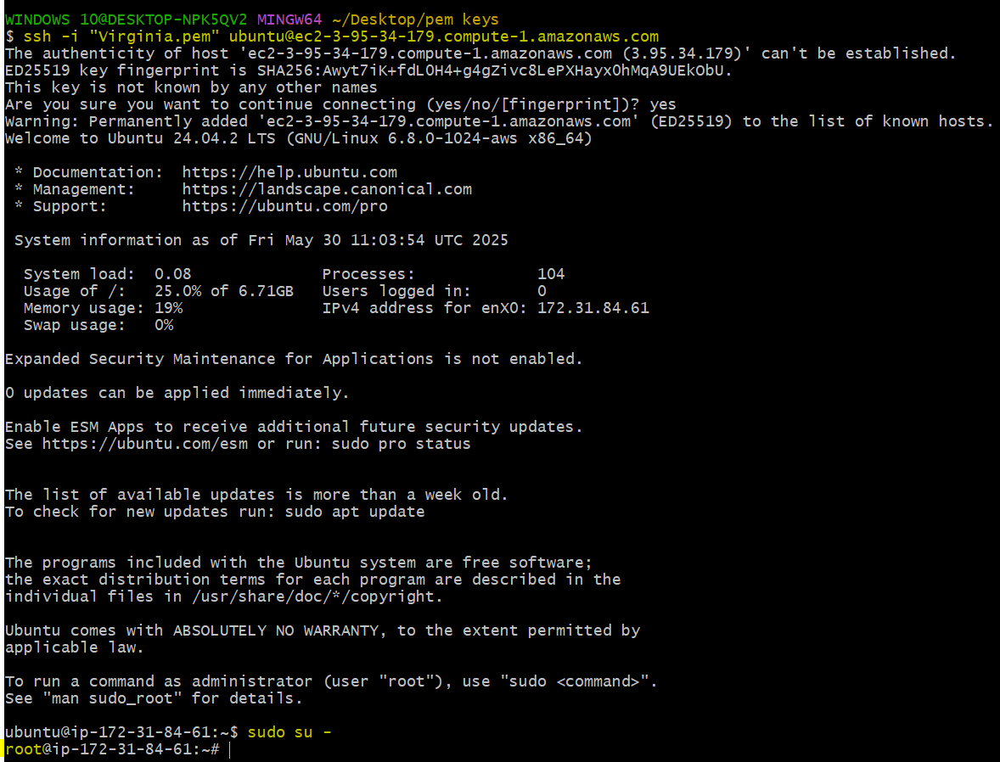 WINDOWS 10@DESKTOP-NPK5QV2 MINGW64 ~/Desktop/pem keys
$ ssh -i "Virginia.pem" ubuntu@ec2-3-95-34-179.compute-1.amazonaws.com
The authenticity of host 'ec2-3-95-34-179.compute-1.amazonaws.com (3.95.34.179)' can't be established.
ED25519 key fingerprint is SHA256:Awyt7iK+fdLOH4+g4gZivc8LePXHayxOhMqA9UEkObU.
This key is not known by any other names
Are you sure you want to continue connecting (yes/no/[fingerprint])? yes
Warning: Permanently added 'ec2-3-95-34-179.compute-1.amazonaws.com' (ED25519) to the list of known hosts.
Welcome to Ubuntu 24.04.2 LTS (GNU/Linux 6.8.0-1024-aws x86_64)

 * Documentation:  https://help.ubuntu.com
 * Management:     https://landscape.canonical.com
 * Support:        https://ubuntu.com/pro

 System information as of Fri May 30 11:03:54 UTC 2025

  System load:  0.08              Processes:             104
  Usage of /:   25.0% of 6.71GB   Users logged in:       0
  Memory usage: 19%               IPv4 address for enX0: 172.31.84.61
  Swap usage:   0%

Expanded Security Maintenance for Applications is not enabled.

0 updates can be applied immediately.

Enable ESM Apps to receive additional future security updates.
See https://ubuntu.com/esm or run: sudo pro status

The list of available updates is more than a week old.
To check for new updates run: sudo apt update

The programs included with the Ubuntu system are free software;
the exact distribution terms for each program are described in the
individual files in /usr/share/doc/*/copyright.

Ubuntu comes with ABSOLUTELY NO WARRANTY, to the extent permitted by
applicable law.

To run a command as administrator (user "root"), use "sudo <command>".
See "man sudo_root" for details.

ubuntu@ip-172-31-84-61:~$ sudo su -
root@ip-172-31-84-61:~#